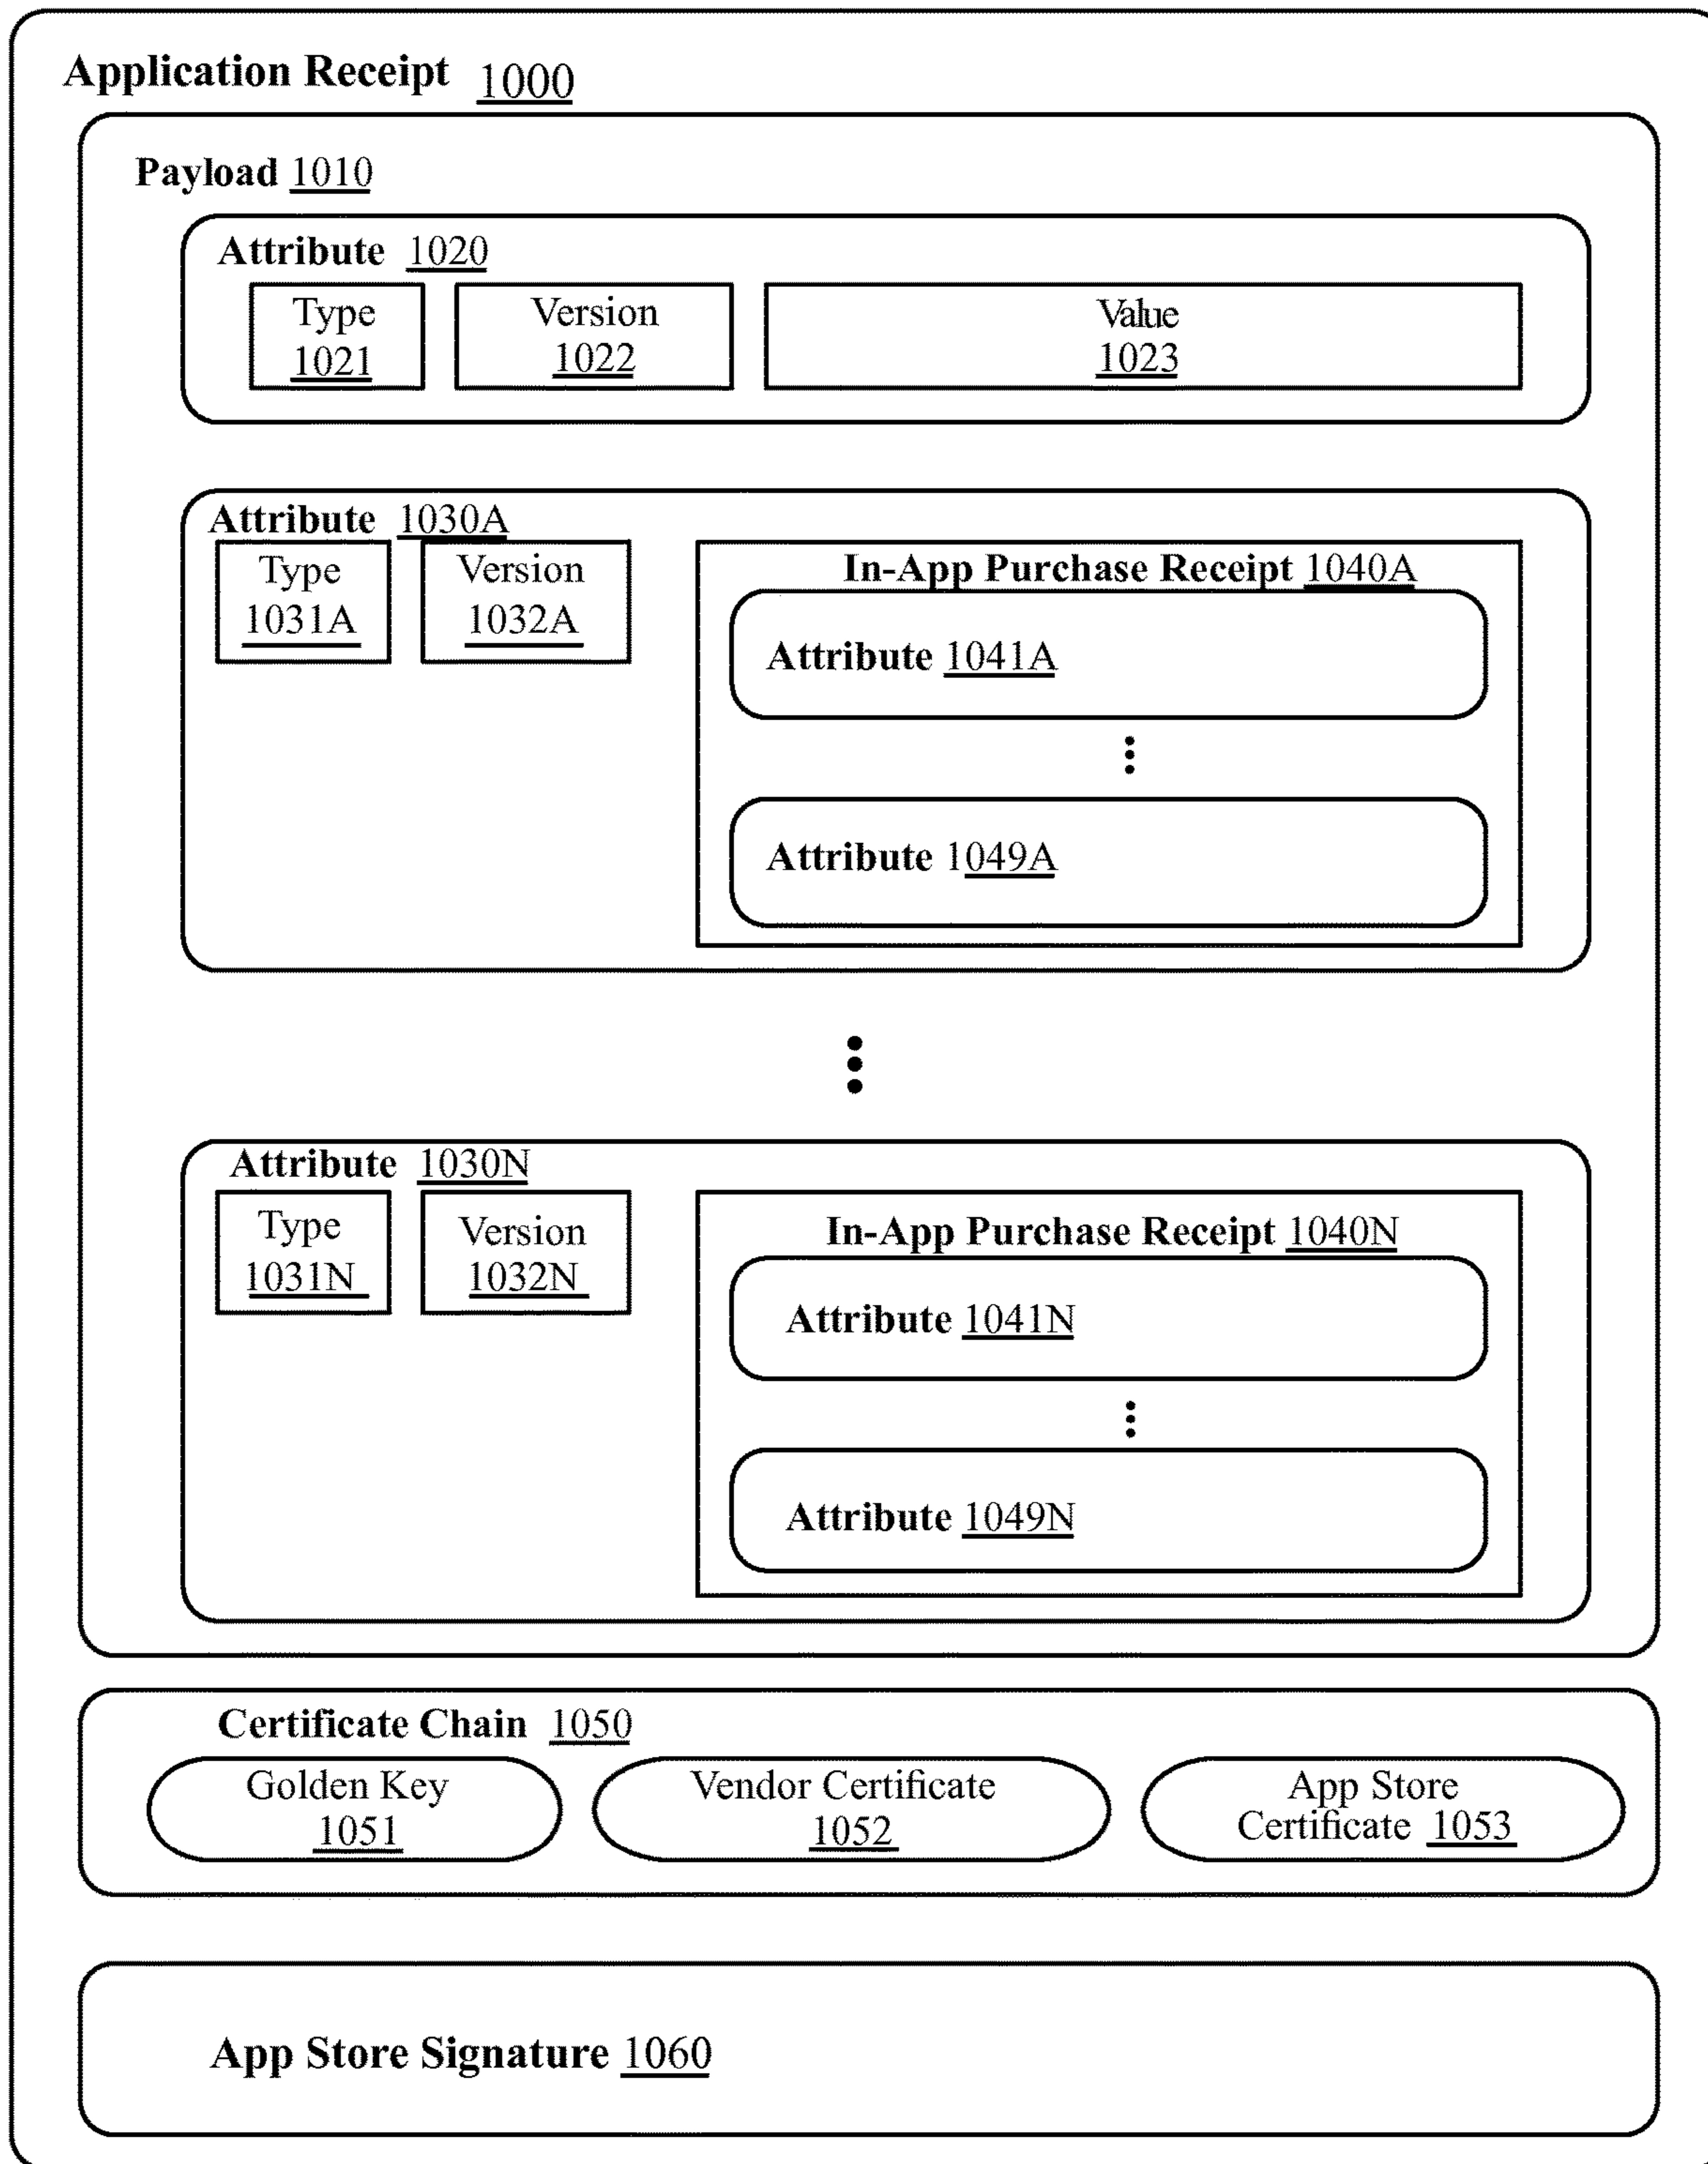 Application Receipt 1000
Payload 1010
Attribute 1020
Type
1021
Version
1022
Value
1023
Attribute 1030A
Type
1031A
Version
1032A
In-App Purchase Receipt 1040A
Attribute 1041A
Attribute 1049A
Attribute 1030N
Type
1031N
Version
1032N
In-App Purchase Receipt 1040N
Attribute 1041N
Attribute 1049N
Certificate Chain 1050
Golden Key
1051
Vendor Certificate
1052
App Store
Certificate 1053
App Store Signature 1060